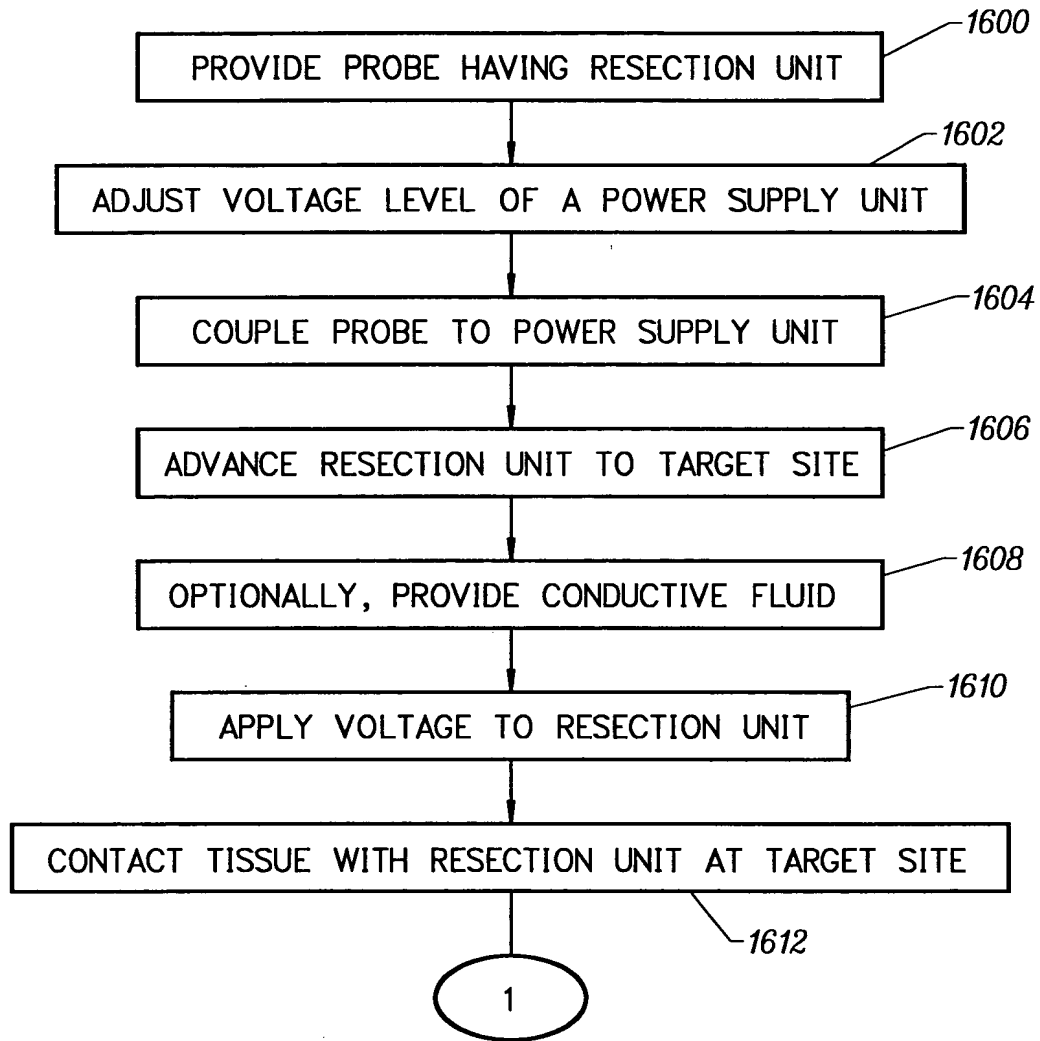 1600
PROVIDE PROBE HAVING RESECTION UNIT
1602
ADJUST VOLTAGE LEVEL OF A POWER SUPPLY UNIT
1604
COUPLE PROBE TO POWER SUPPLY UNIT
1606
ADVANCE RESECTION UNIT TO TARGET SITE
1608
OPTIONALLY, PROVIDE CONDUCTIVE FLUID
1610
APPLY VOLTAGE TO RESECTION UNIT
CONTACT TISSUE WITH RESECTION UNIT AT TARGET SITE
1612
1